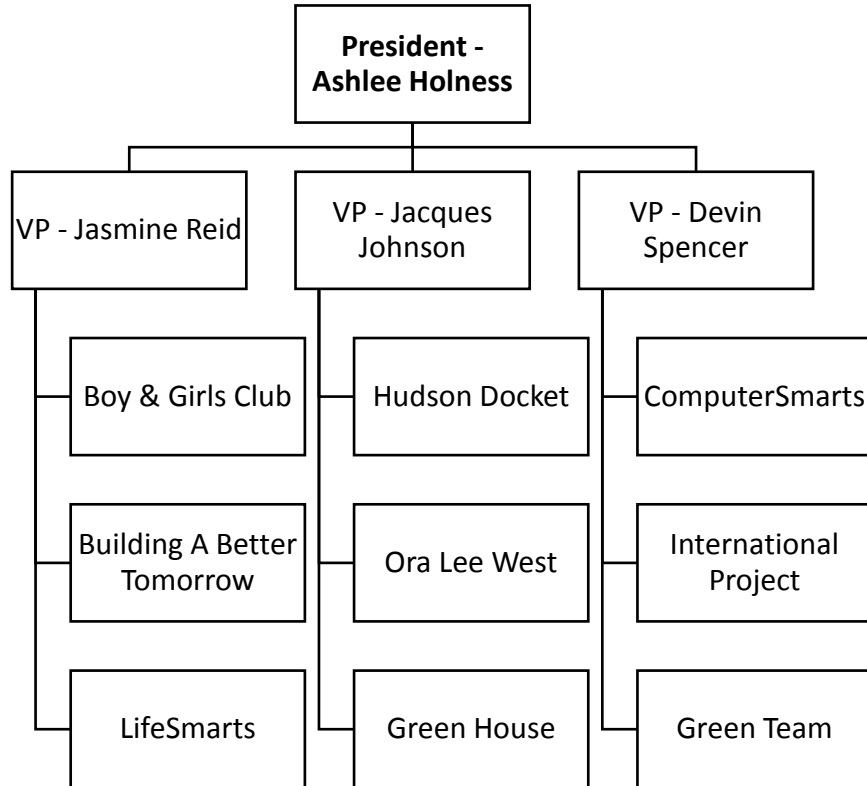 President -
Ashlee Holness
VP - Jasmine Reid
VP - Jacques
Johnson
VP - Devin
Spencer
Boy & Girls Club
Hudson Docket
ComputerSmarts
Building A Better
Tomorrow
Ora Lee West
International
Project
LifeSmarts
Green House
Green Team